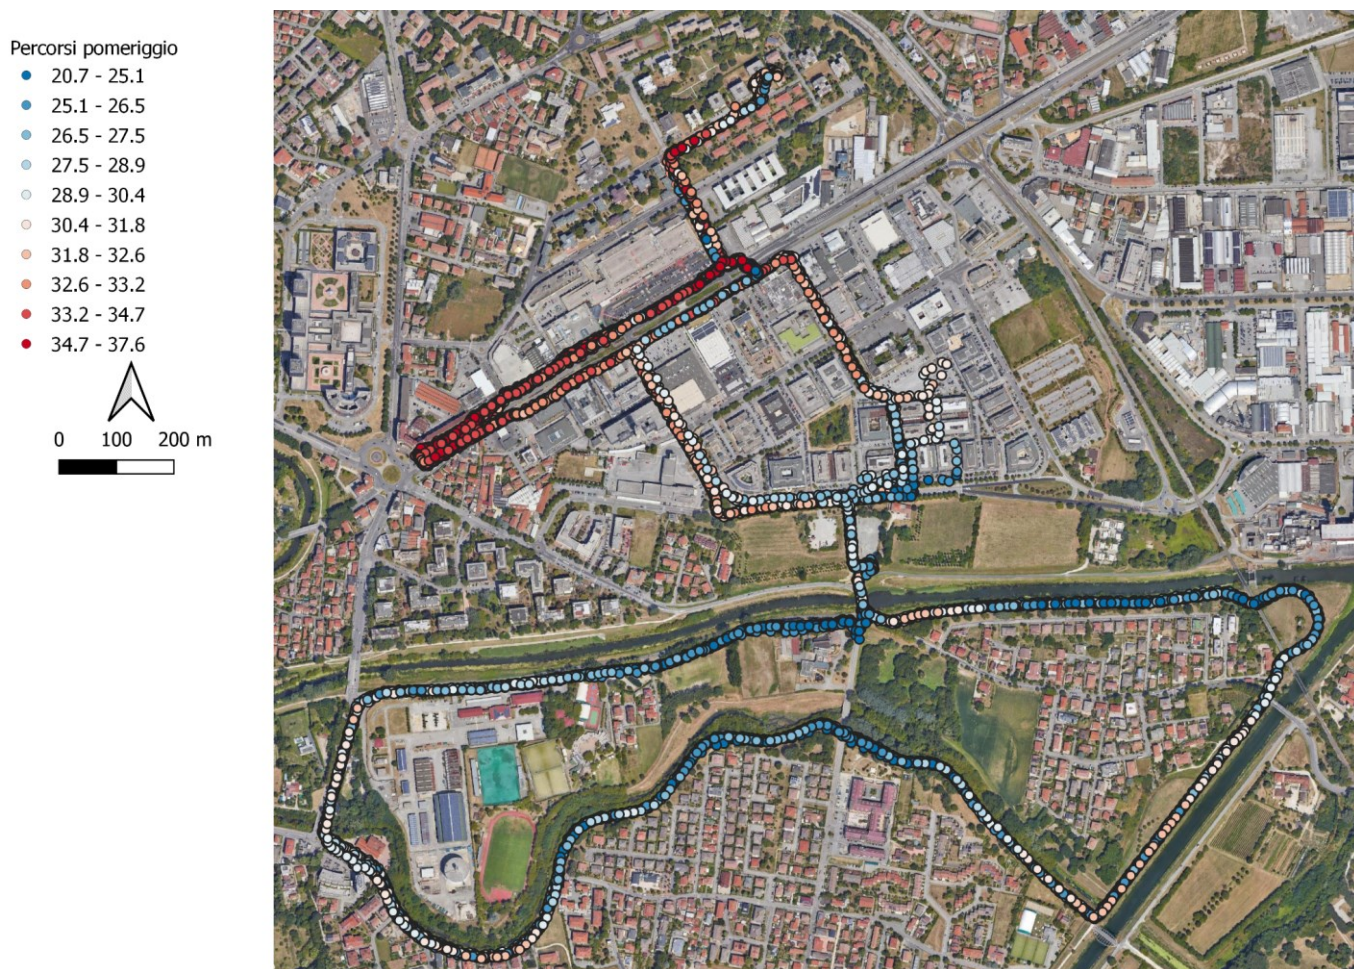 Percorsi pomeriggio
20.7 - 25.1
25.1 - 26.5
26.5 - 27.5
27.5 - 28.9
28.9 - 30.4
30.4 - 31.8
31.8 - 32.6
32.6 - 33.2
33.2 - 34.7
34.7 - 37.6
0 100 200 m